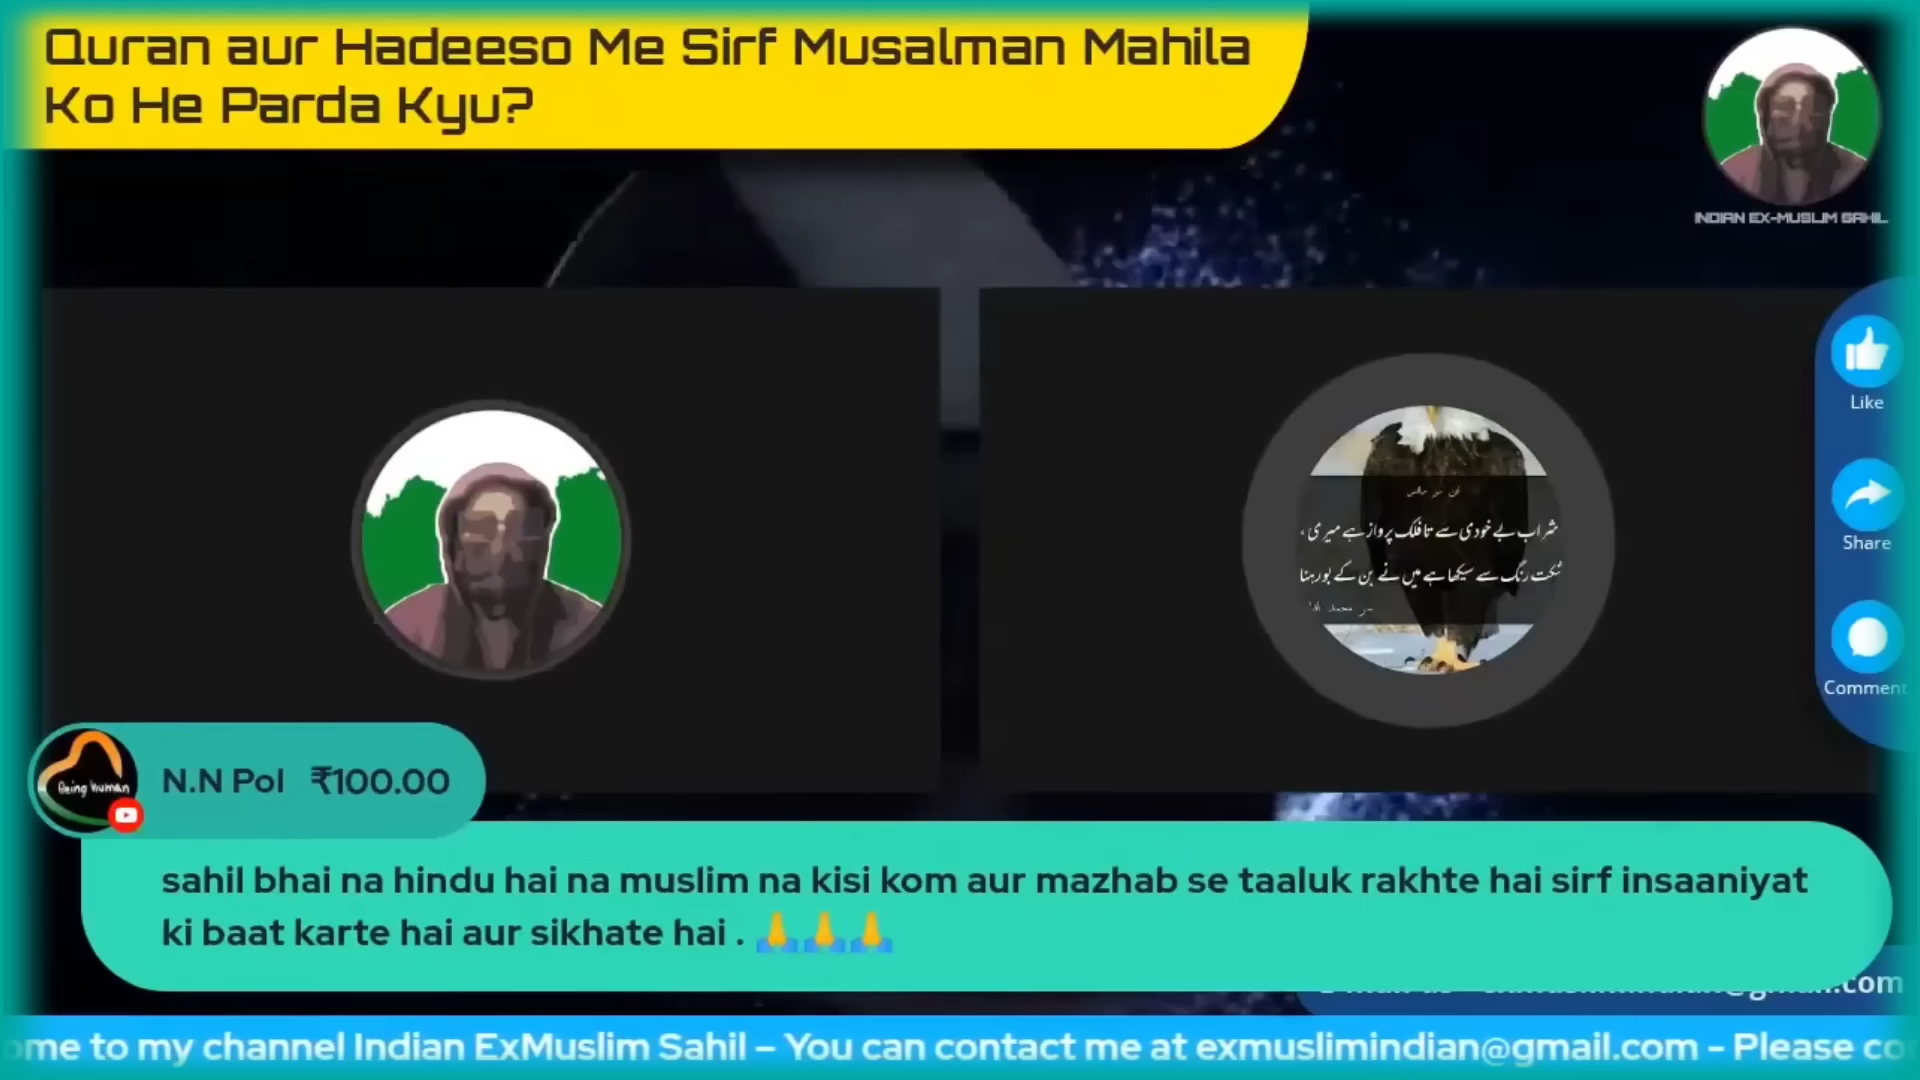 Quran aur Hadeeso Me Sirf Musalman Mahila
Ko He Parda Kyu?
INDIAN EX-MUSLIM SAHIL
Like
شراب بے خودی سے تا فلک پرواز ہے میری ،
شکت رنگ سے سیکھا ہے میں نے بن کے بو رہنا
Share
Comment
Being human
N.N Pol ₹100.00
sahil bhai na hindu hai na muslim na kisi kom aur mazhab se taaluk rakhte hai sirf insaaniyat
ki baat karte hai aur sikhate hai . 🙏🙏🙏
ome to my channel Indian ExMuslim Sahil – You can contact me at exmuslimindian@gmail.com - Please co